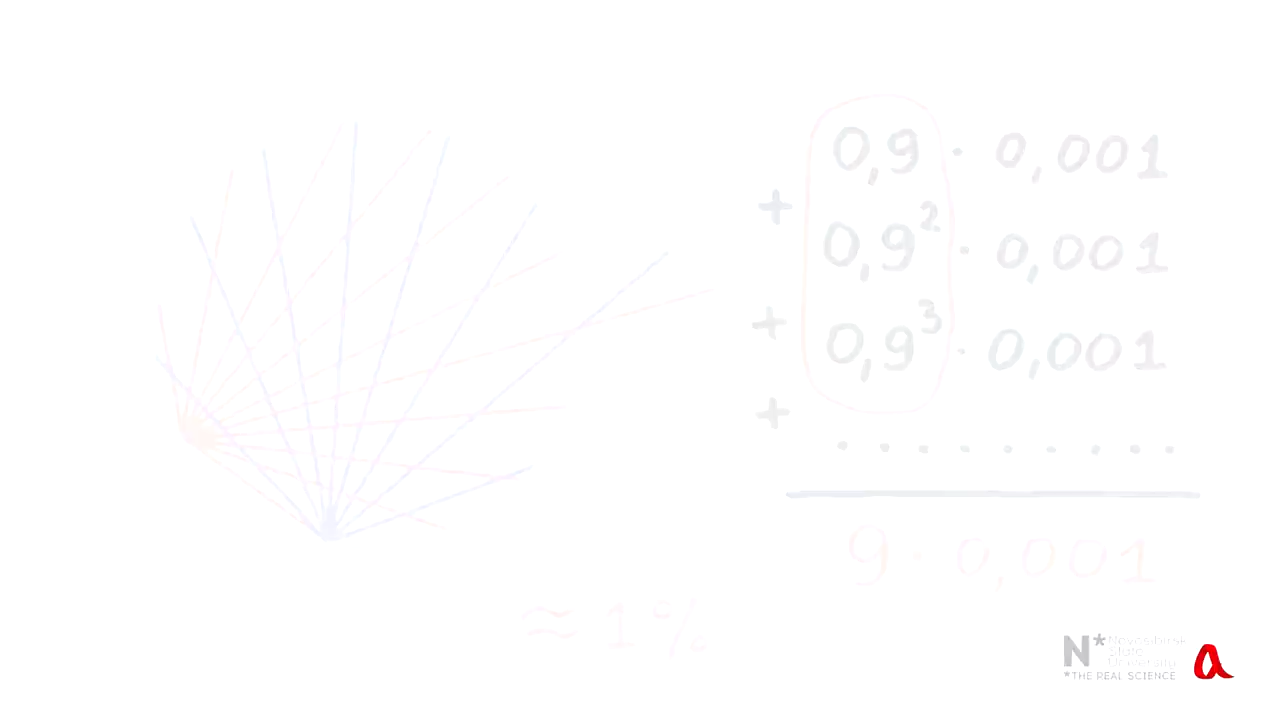 0,9 · 0,001
+
0,9² · 0,001
+
0,9³ · 0,001
+
. . . . . . . . .
9 · 0,001
≈ 1 %
N* Novosibirsk
State
University
*THE REAL SCIENCE
a